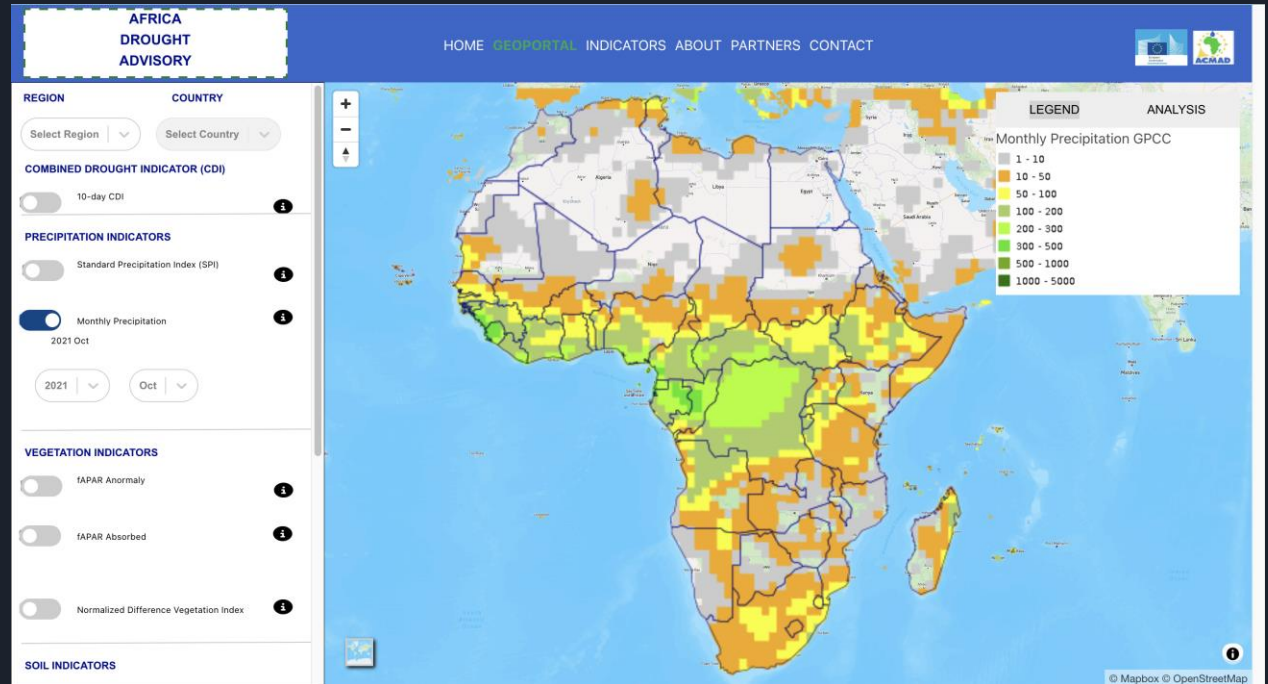 AFRICA
DROUGHT
ADVISORY
HOME GEOPORTAL INDICATORS ABOUT PARTNERS CONTACT
ACMAD
REGION COUNTRY
Select Region Select Country
COMBINED DROUGHT INDICATOR (CDI)
10-day CDI
PRECIPITATION INDICATORS
Standard Precipitation Index (SPI)
Monthly Precipitation
2021 Oct
2021 Oct
VEGETATION INDICATORS
fAPAR Anormaly
fAPAR Absorbed
Normalized Difference Vegetation Index
SOIL INDICATORS
LEGEND ANALYSIS
Monthly Precipitation GPCC
1 - 10
10 - 50
50 - 100
100 - 200
200 - 300
300 - 500
500 - 1000
1000 - 5000
Syria
Algeria
Libya
Egypt
Saudi Arabia
Niger
Kenya
Sri Lanka
Maldives
© Mapbox © OpenStreetMap